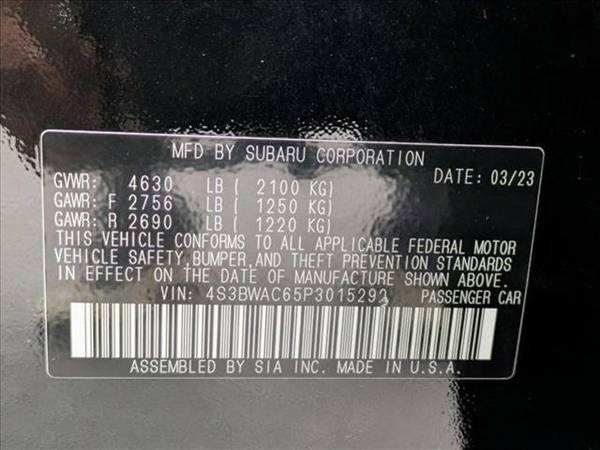 MFD BY SUBARU CORPORATION
DATE: 03/23
GVWR: 4630 LB ( 2100 KG)
GAWR: F 2756 LB ( 1250 KG)
GAWR: R 2690 LB ( 1220 KG)
THIS VEHICLE CONFORMS TO ALL APPLICABLE FEDERAL MOTOR
VEHICLE SAFETY, BUMPER, AND THEFT PREVENTION STANDARDS
IN EFFECT ON THE DATE OF MANUFACTURE SHOWN ABOVE.
VIN: 4S3BWAC65P3015292 PASSENGER CAR
ASSEMBLED BY SIA INC. MADE IN U.S.A.